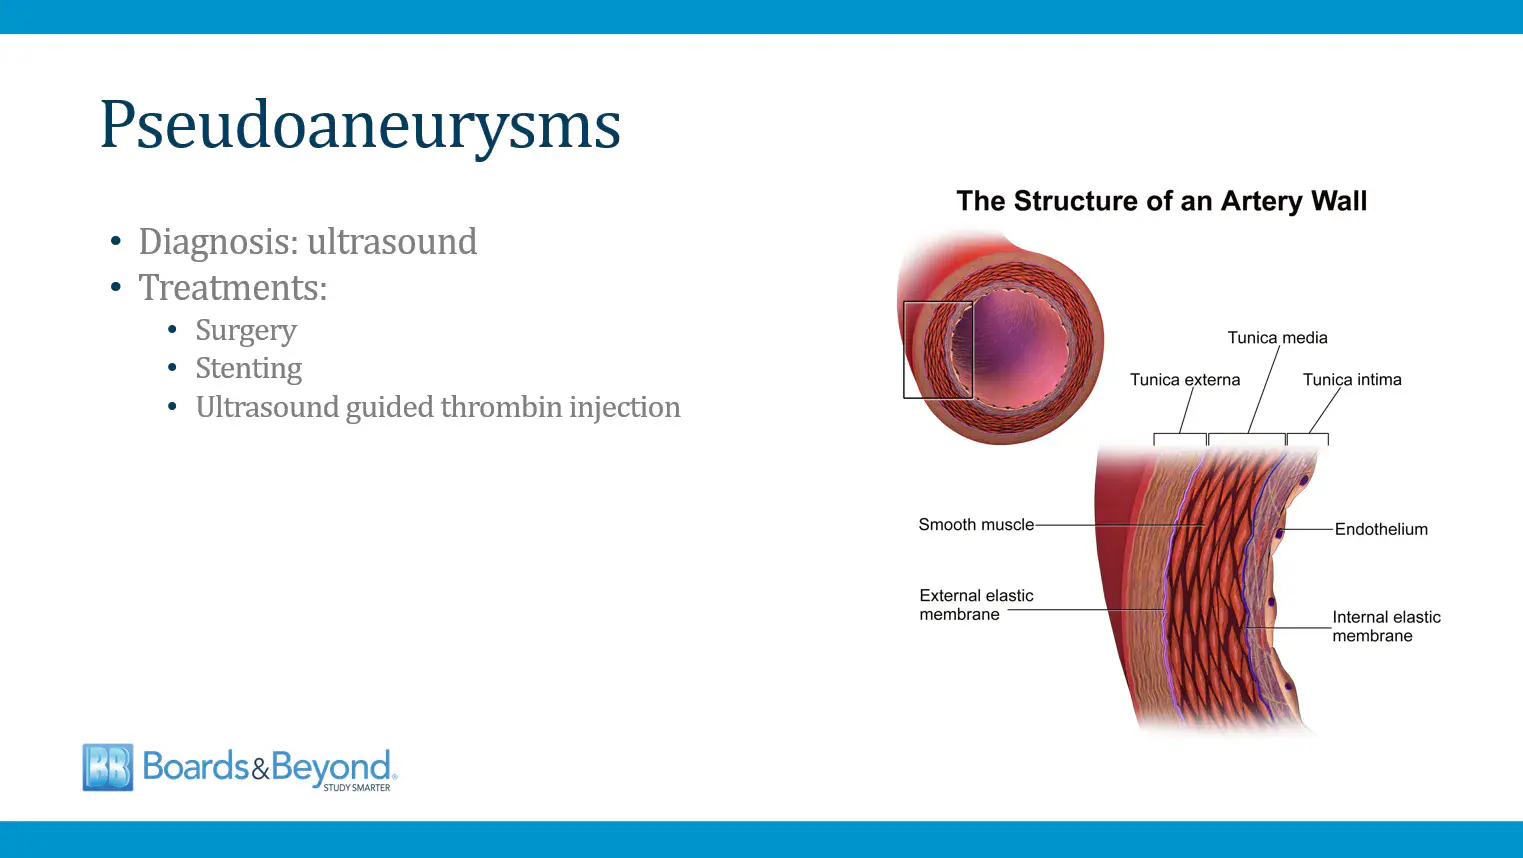 Pseudoaneurysms
• Diagnosis: ultrasound
• Treatments:
• Surgery
• Stenting
• Ultrasound guided thrombin injection
The Structure of an Artery Wall
Tunica media
Tunica externa
Tunica intima
Smooth muscle
Endothelium
External elastic
membrane
Internal elastic
membrane
BB
Boards&Beyond®
STUDY SMARTER